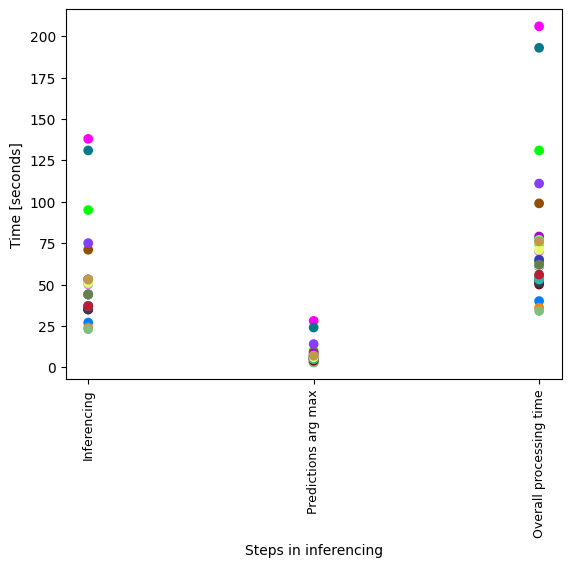 200
175
150
125
100
75
50
25
0
Time [seconds]
Inferencing
Predictions arg max
Overall processing time
Steps in inferencing